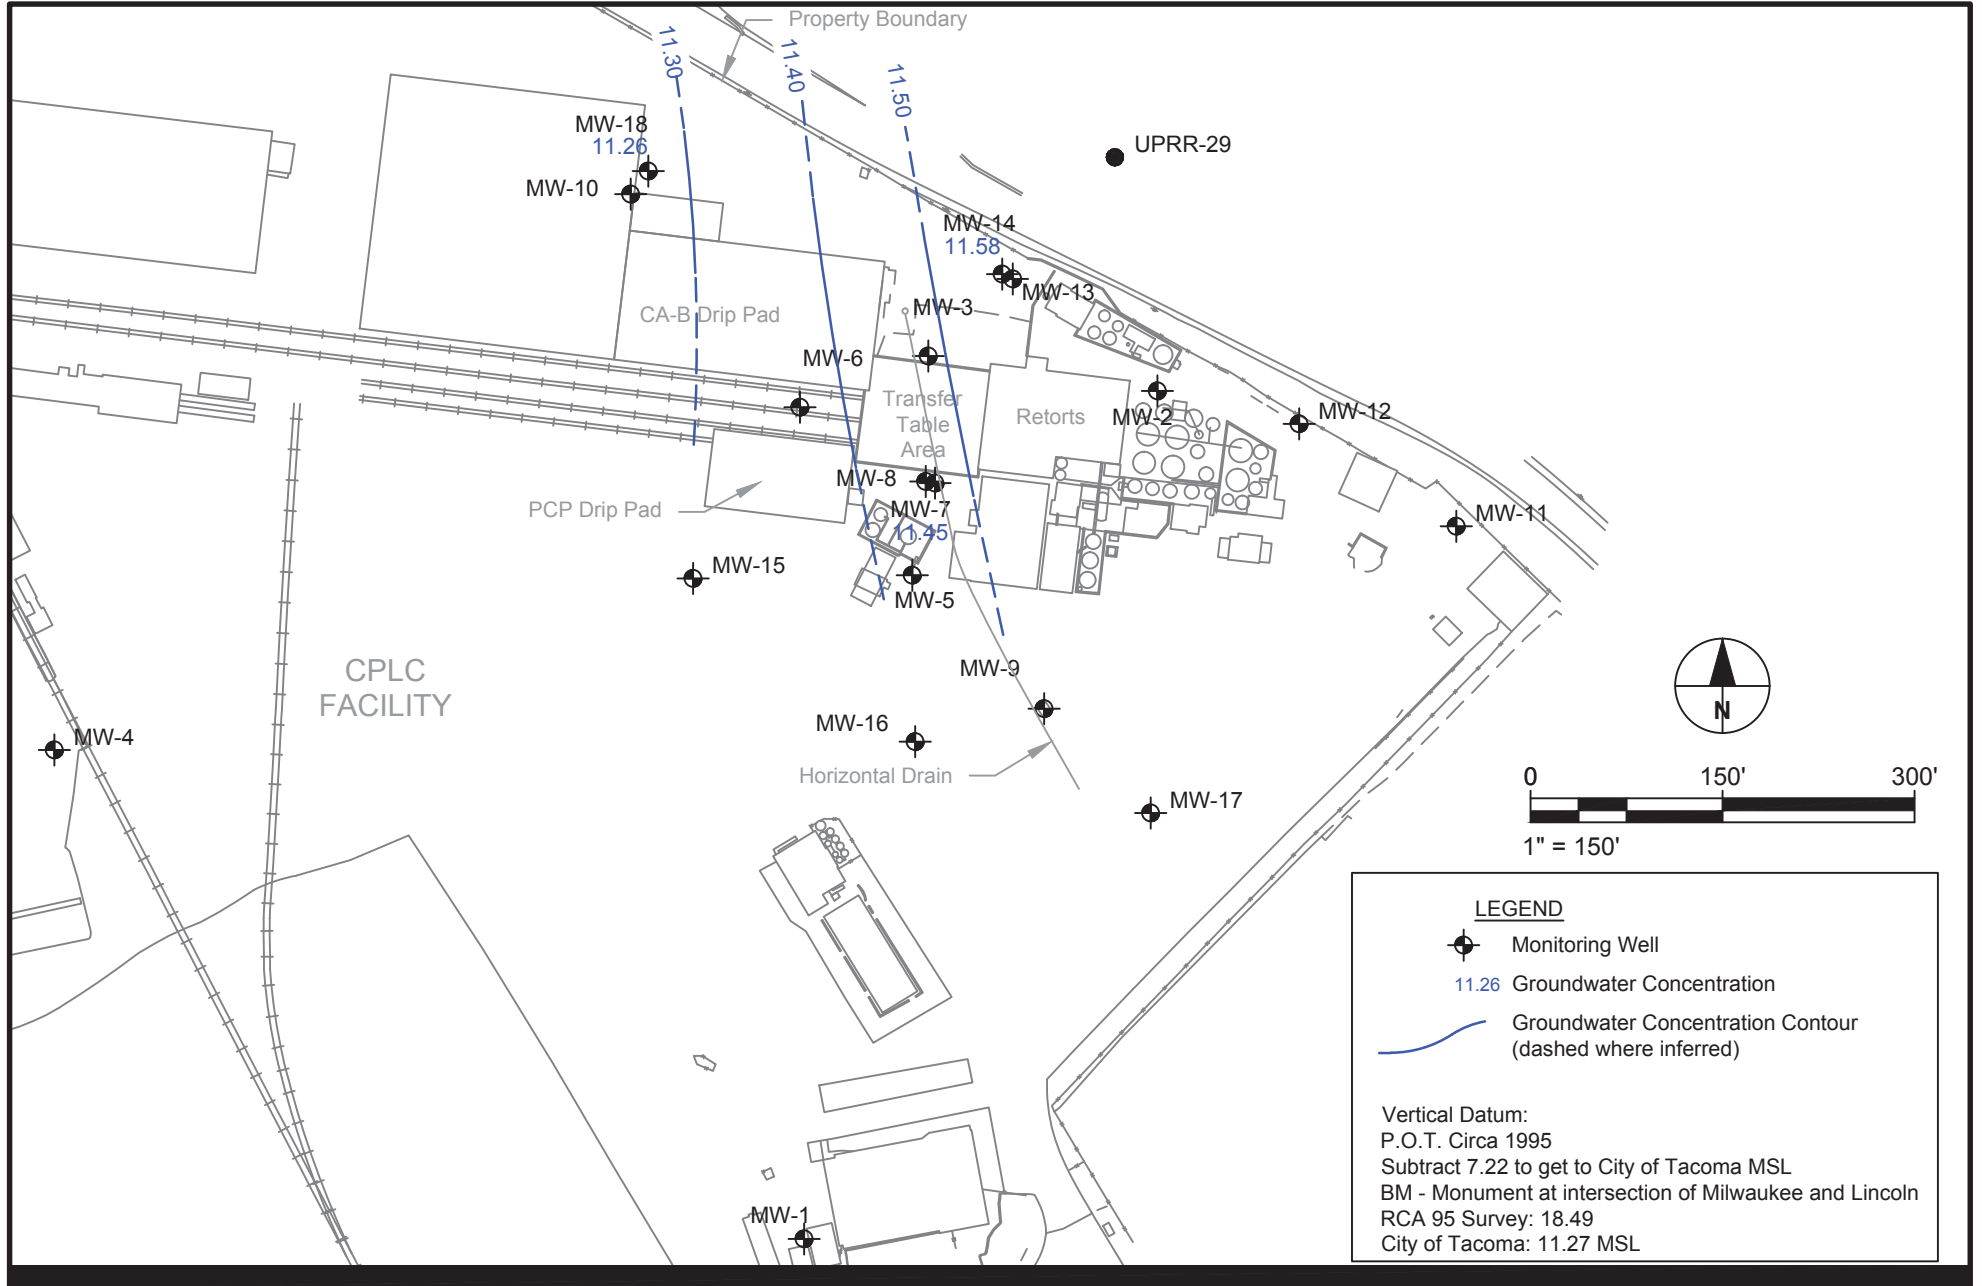 Property Boundary
11.30
11.40
11.50
MW-18
11.26
MW-10
UPRR-29
MW-14
11.58
MW-13
MW-3
CA-B Drip Pad
MW-6
Transfer
Table
Area
Retorts
MW-2
MW-12
MW-8
MW-7
11.45
PCP Drip Pad
MW-11
MW-15
MW-5
CPLC
FACILITY
MW-9
MW-4
MW-16
Horizontal Drain
MW-17
MW-1
N
0 150' 300'
1" = 150'
LEGEND
Monitoring Well
11.26 Groundwater Concentration
Groundwater Concentration Contour
(dashed where inferred)
Vertical Datum:
P.O.T. Circa 1995
Subtract 7.22 to get to City of Tacoma MSL
BM - Monument at intersection of Milwaukee and Lincoln
RCA 95 Survey: 18.49
City of Tacoma: 11.27 MSL